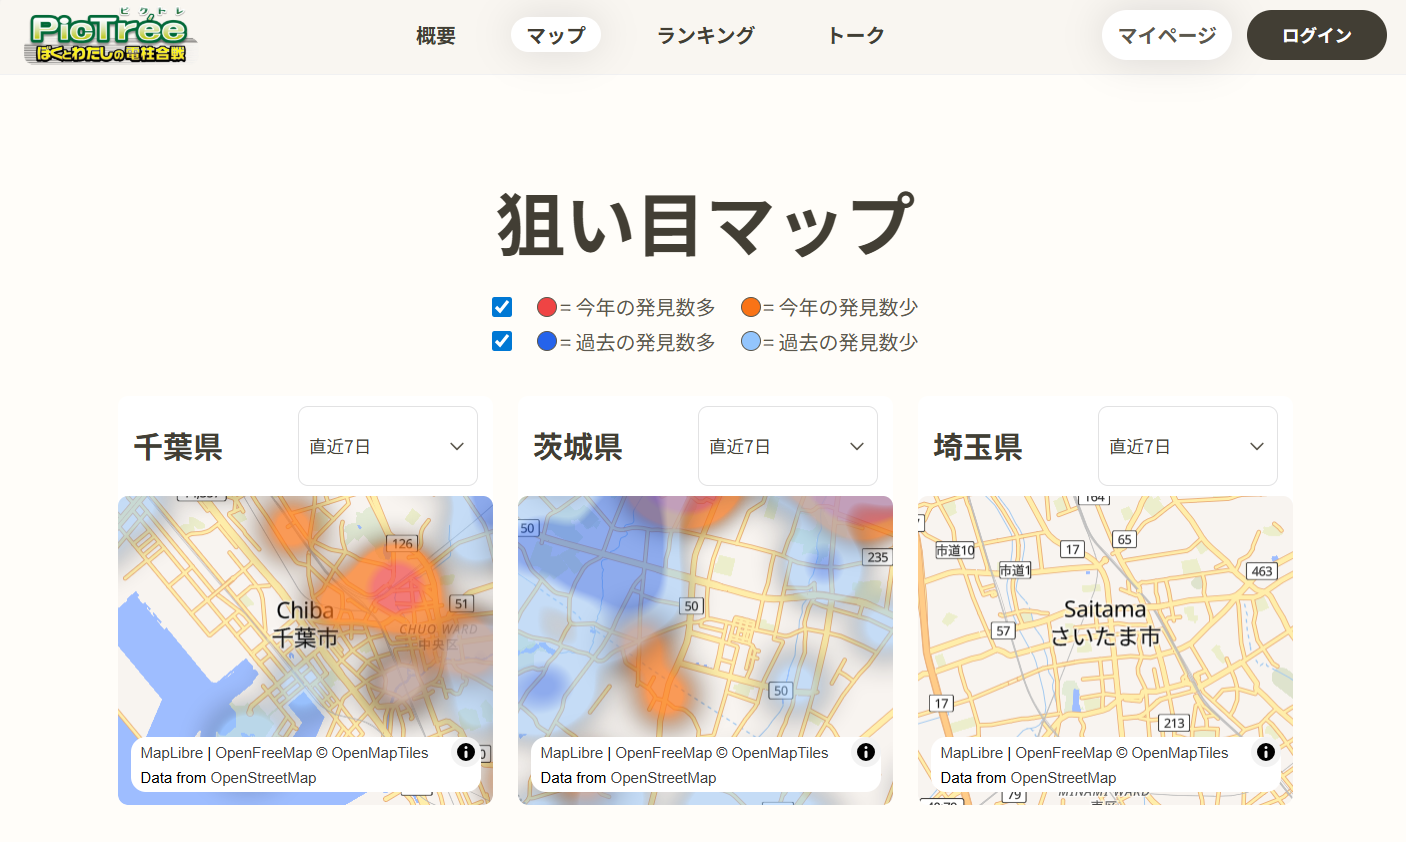 ピクトレ
PicTree
ぼくとわたしの電柱合戦
概要
マップ
ランキング
トーク
マイページ
ログイン
狙い目マップ
= 今年の発見数多 = 今年の発見数少
= 過去の発見数多 = 過去の発見数少
千葉県
直近7日
126
51
Chiba
千葉市
CHUO WARD
中央区
MapLibre | OpenFreeMap © OpenMapTiles
Data from OpenStreetMap
茨城県
直近7日
50
235
50
50
MapLibre | OpenFreeMap © OpenMapTiles
Data from OpenStreetMap
埼玉県
直近7日
164
65
市道10
17
市道1
463
Saitama
さいたま市
57
17
213
MapLibre | OpenFreeMap © OpenMapTiles
Data from OpenStreetMap
79
MINAMI WARD